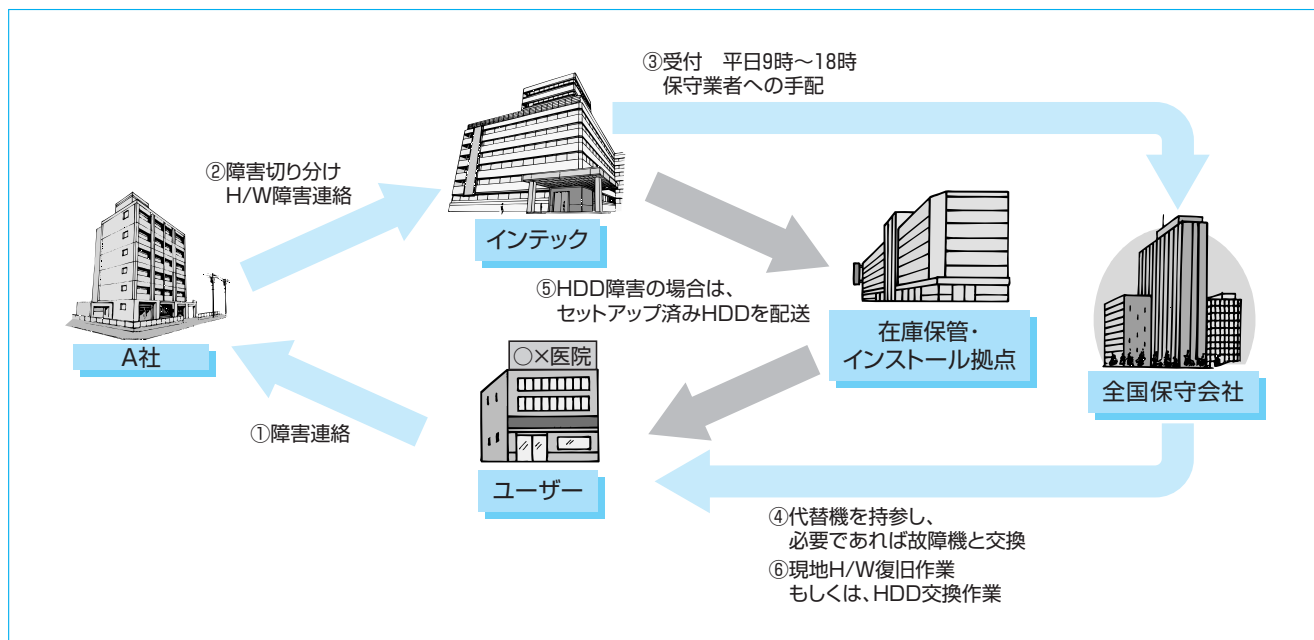 ③受付　平日9時～18時
保守業者への手配
②障害切り分け
H/W障害連絡
インテック
⑤HDD障害の場合は、
セットアップ済みHDDを配送
A社
○×医院
在庫保管・
インストール拠点
全国保守会社
①障害連絡
ユーザー
④代替機を持参し、
必要であれば故障機と交換
⑥現地H/W復旧作業
もしくは、HDD交換作業